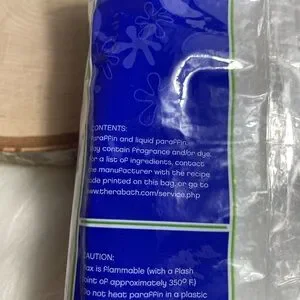 CONTENTS:
Paraffin and liquid paraffin.
May contain fragrance and/or dye.
For a list of ingredients, contact
the manufacturer with the recipe
code printed on this bag, or go to
www.therabath.com/service.php
CAUTION:
Wax is flammable (with a flash
point of approximately 350º F.)
Do not heat paraffin in a plastic